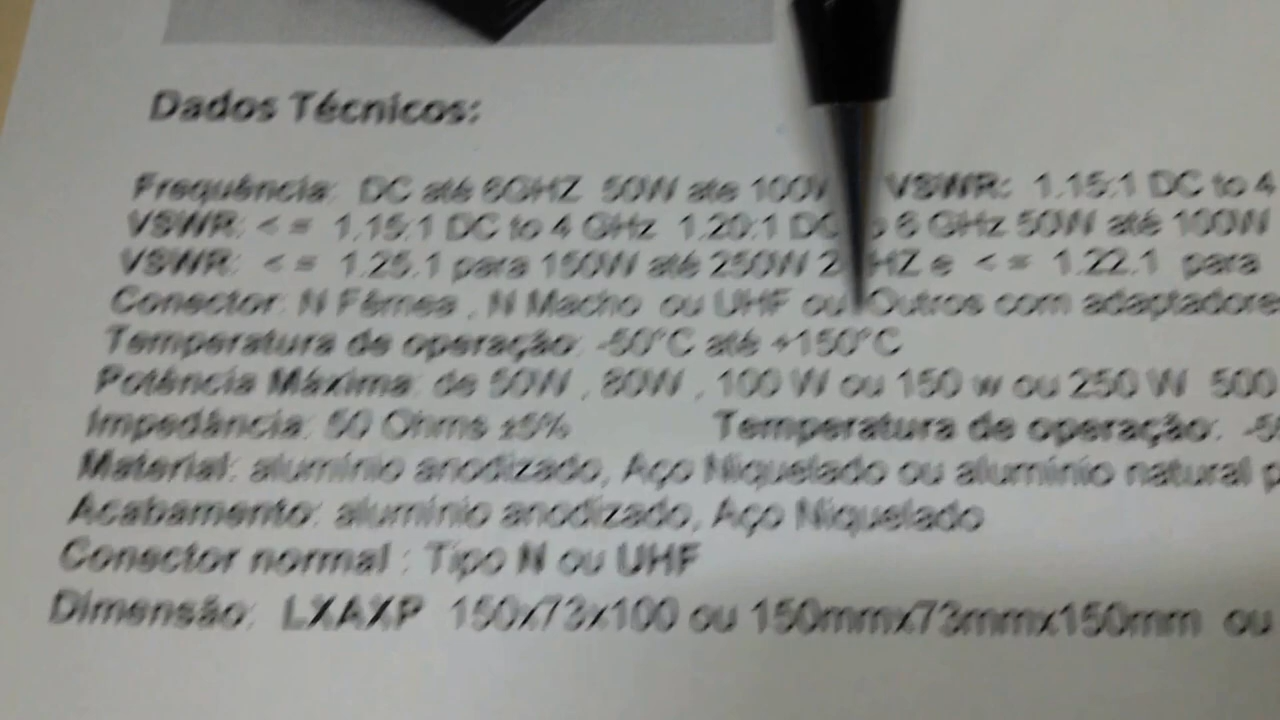 Dados Técnicos:
Frequência: DC até 6GHZ 50W ate 100W VSWR: 1.15:1 DC to 4
VSWR: < = 1.15:1 DC to 4 GHz 1.20:1 DC to 6 GHz 50W até 100W
VSWR: < = 1.25.1 para 150W até 250W 2 HZ e < = 1.22.1 para
Conector: N Fêmea , N Macho ou UHF ou Outros com adaptadore
Temperatura de operação: -50°C até +150°C
Potência Máxima: de 50W , 80W , 100 W ou 150 w ou 250 W 500
Impedância: 50 Ohms ±5% Temperatura de operação:
Material: alumínio anodizado, Aço Niquelado ou alumínio natural p
Acabamento: alumínio anodizado, Aço Niquelado
Conector normal : Tipo N ou UHF
Dimensão: LXAXP 150x73x100 ou 150mmx73mmx150mm ou